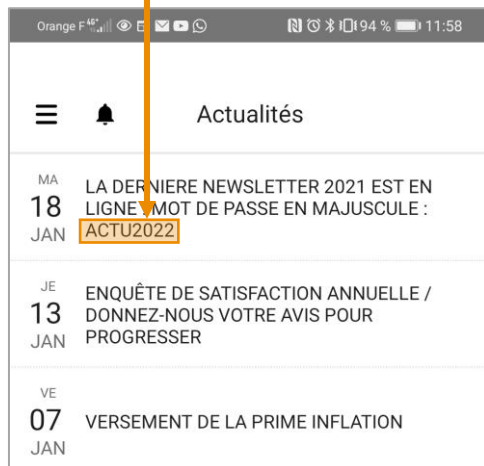 Orange F 94 % 11:58
Actualités
MA
18
JAN
LA DERNIERE NEWSLETTER 2021 EST EN
LIGNE MOT DE PASSE EN MAJUSCULE :
ACTU2022
JE
13
JAN
ENQUÊTE DE SATISFACTION ANNUELLE /
DONNEZ-NOUS VOTRE AVIS POUR
PROGRESSER
VE
07
JAN
VERSEMENT DE LA PRIME INFLATION